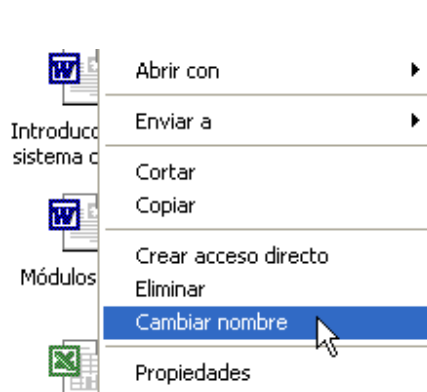 Abrir con
Enviar a
Introducc
sistema c
Cortar
Copiar
Crear acceso directo
Módulos
Eliminar
Cambiar nombre
Propiedades